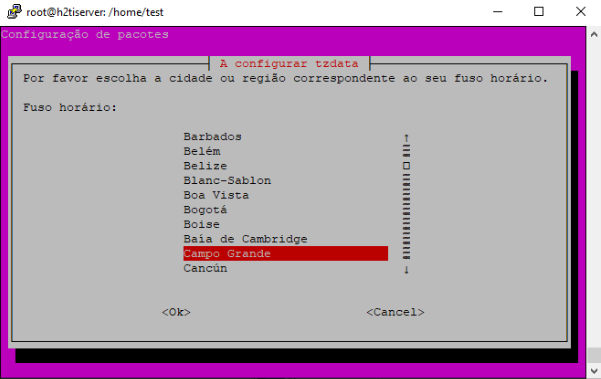 root@h2tiserver: /home/test
Configuração de pacotes
A configurar tzdata
Por favor escolha a cidade ou região correspondente ao seu fuso horário.
Fuso horário:
Barbados
Belém
Belize
Blanc-Sablon
Boa Vista
Bogotá
Boise
Baía de Cambridge
Campo Grande
Cancún
<Ok> <Cancel>